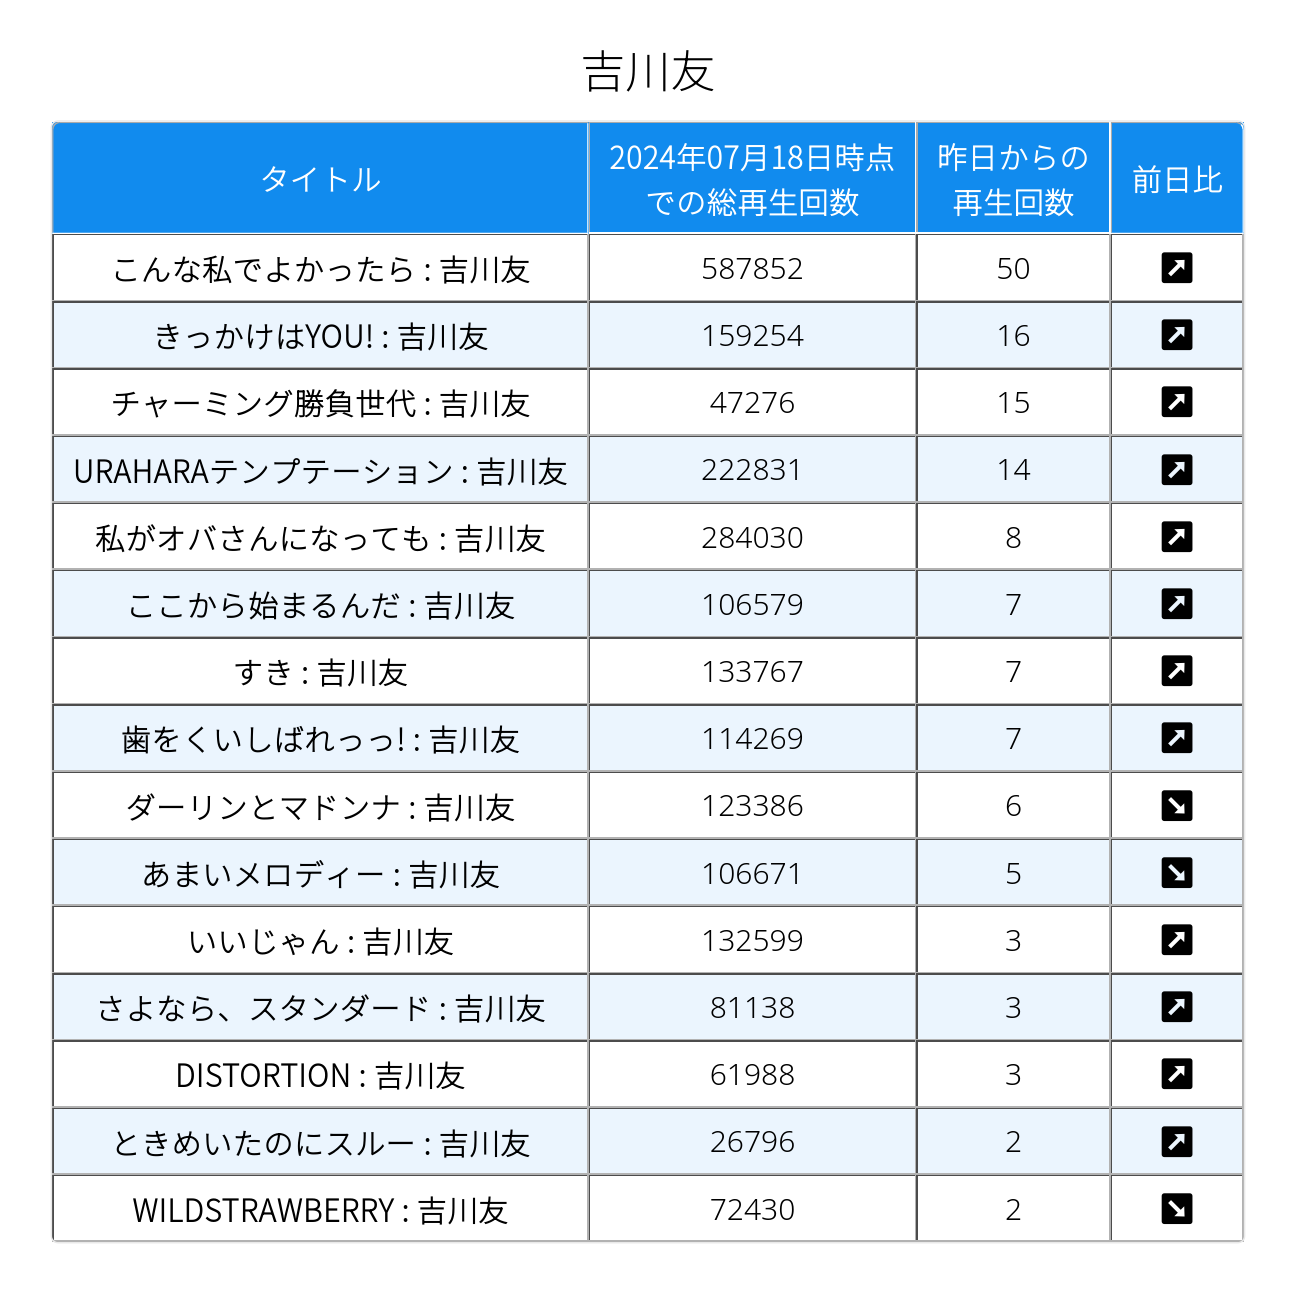 吉川友
タイトル 2024年07月18日時点での総再生回数 昨日からの再生回数 前日比
こんな私でよかったら : 吉川友 587852 50 ↗
きっかけはYOU! : 吉川友 159254 16 ↗
チャーミング勝負世代 : 吉川友 47276 15 ↗
URAHARAテンプテーション : 吉川友 222831 14 ↗
私がオバさんになっても : 吉川友 284030 8 ↗
ここから始まるんだ : 吉川友 106579 7 ↗
すき : 吉川友 133767 7 ↗
歯をくいしばれっっ! : 吉川友 114269 7 ↗
ダーリンとマドンナ : 吉川友 123386 6 ↘
あまいメロディー : 吉川友 106671 5 ↘
いいじゃん : 吉川友 132599 3 ↗
さよなら、スタンダード : 吉川友 81138 3 ↗
DISTORTION : 吉川友 61988 3 ↗
ときめいたのにスルー : 吉川友 26796 2 ↗
WILDSTRAWBERRY : 吉川友 72430 2 ↘